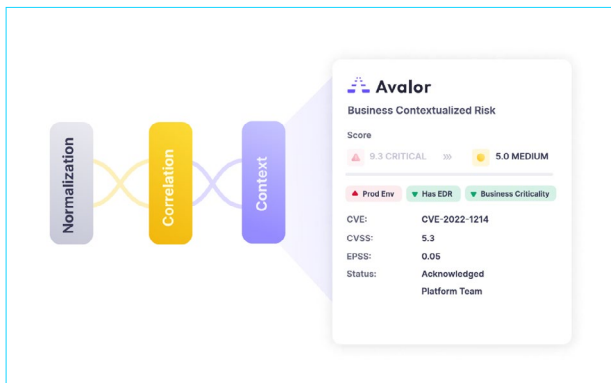 Normalization
Correlation
Context
Avalor
Business Contextualized Risk
Score
9.3 CRITICAL »» 5.0 MEDIUM
Prod Env Has EDR Business Criticality
CVE: CVE-2022-1214
CVSS: 5.3
EPSS: 0.05
Status: Acknowledged
Platform Team